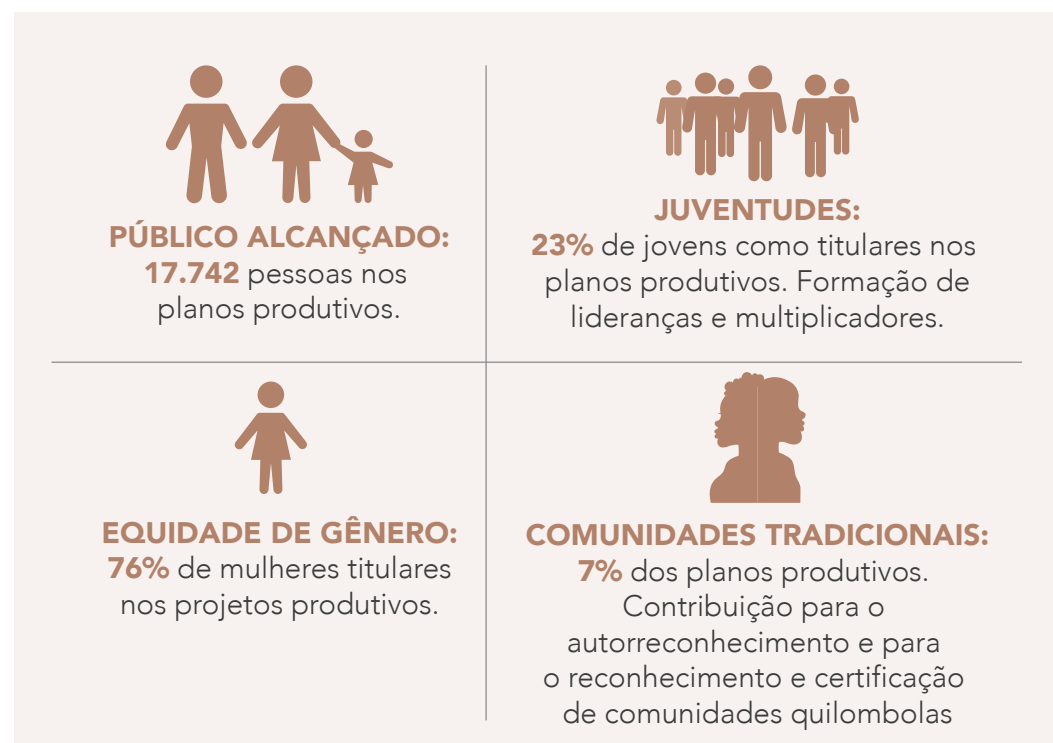 PÚBLICO ALCANÇADO:
17.742 pessoas nos
planos produtivos.
JUVENTUDES:
23% de jovens como titulares nos
planos produtivos. Formação de
lideranças e multiplicadores.
EQUIDADE DE GÊNERO:
76% de mulheres titulares
nos projetos produtivos.
COMUNIDADES TRADICIONAIS:
7% dos planos produtivos.
Contribuição para o
autorreconhecimento e para
o reconhecimento e certificação
de comunidades quilombolas